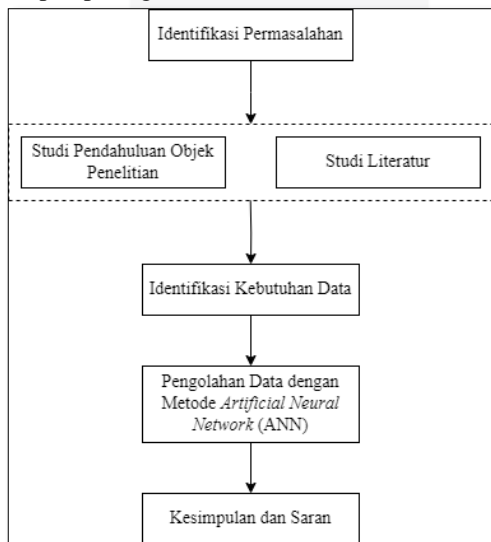 Identifikasi Permasalahan
Studi Pendahuluan Objek
Penelitian
Studi Literatur
Identifikasi Kebutuhan Data
Pengolahan Data dengan
Metode Artificial Neural
Network (ANN)
Kesimpulan dan Saran